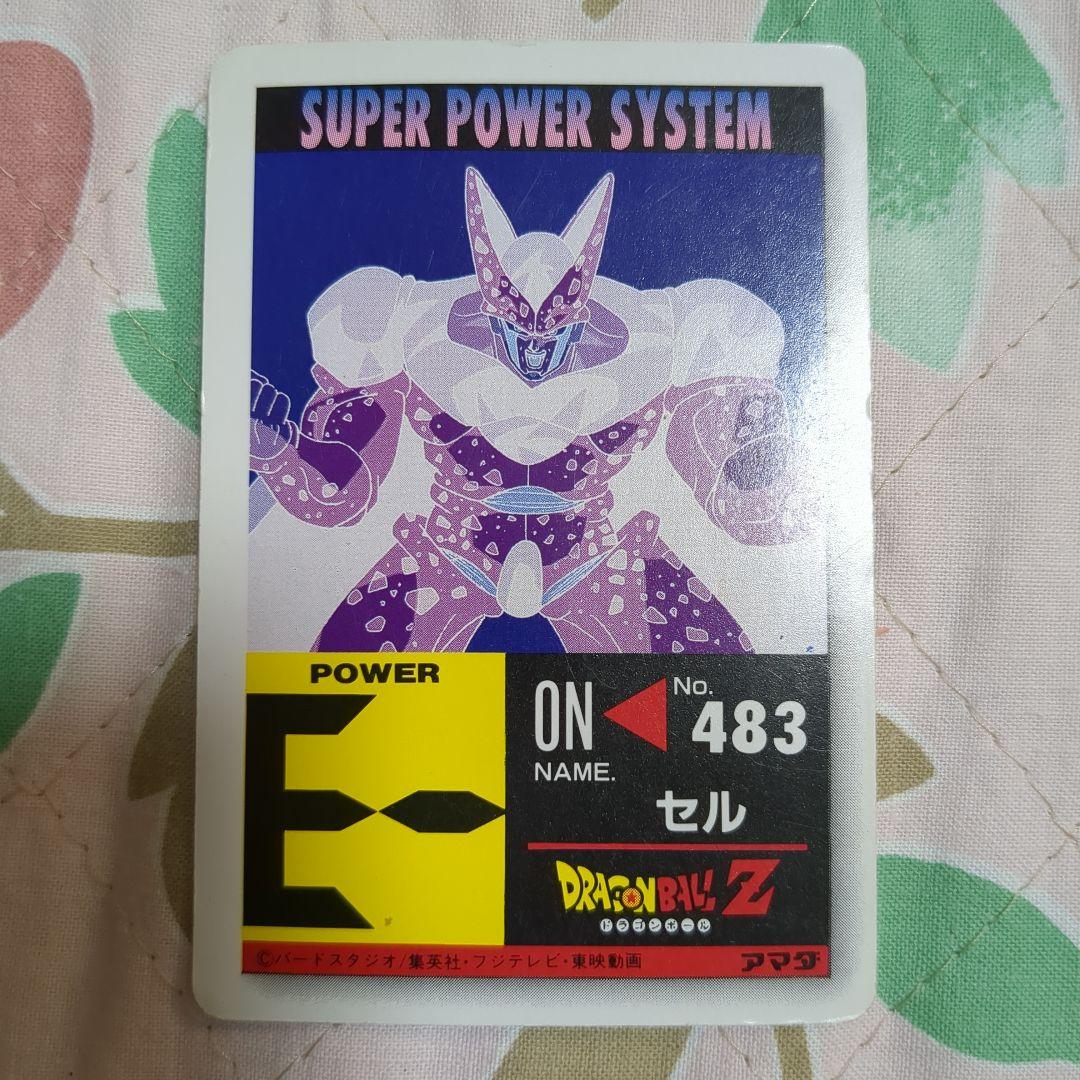 SUPER POWER SYSTEM
POWER
ON
No.
483
NAME.
セル
DRAGONBALL Z
ドラゴンボール
©バードスタジオ/集英社・フジテレビ・東映動画
アマダ